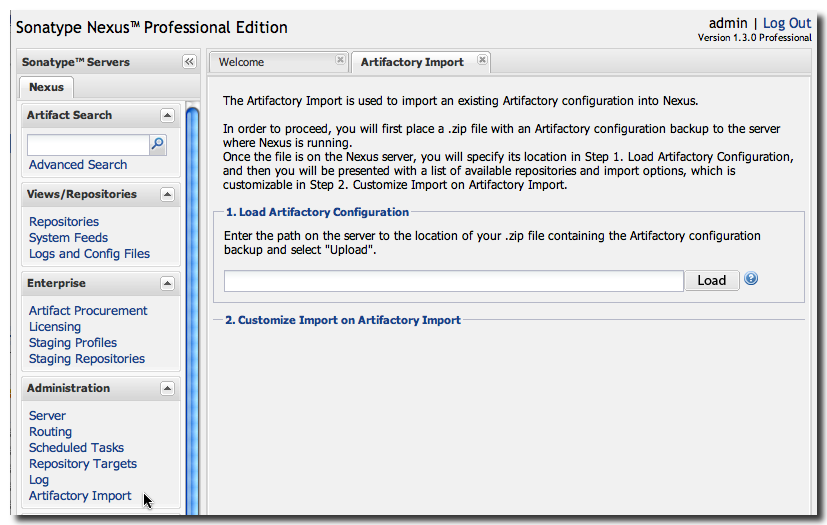 Sonatype Nexus™ Professional Edition
admin | Log Out
Version 1.3.0 Professional
Sonatype™ Servers
Nexus
Artifact Search
Advanced Search
Views/Repositories
Repositories
System Feeds
Logs and Config Files
Enterprise
Artifact Procurement
Licensing
Staging Profiles
Staging Repositories
Administration
Server
Routing
Scheduled Tasks
Repository Targets
Log
Artifactory Import
Welcome
Artifactory Import
The Artifactory Import is used to import an existing Artifactory configuration into Nexus.
In order to proceed, you will first place a .zip file with an Artifactory configuration backup to the server
where Nexus is running.
Once the file is on the Nexus server, you will specify its location in Step 1. Load Artifactory Configuration,
and then you will be presented with a list of available repositories and import options, which is
customizable in Step 2. Customize Import on Artifactory Import.
1. Load Artifactory Configuration
Enter the path on the server to the location of your .zip file containing the Artifactory configuration
backup and select "Upload".
Load
2. Customize Import on Artifactory Import